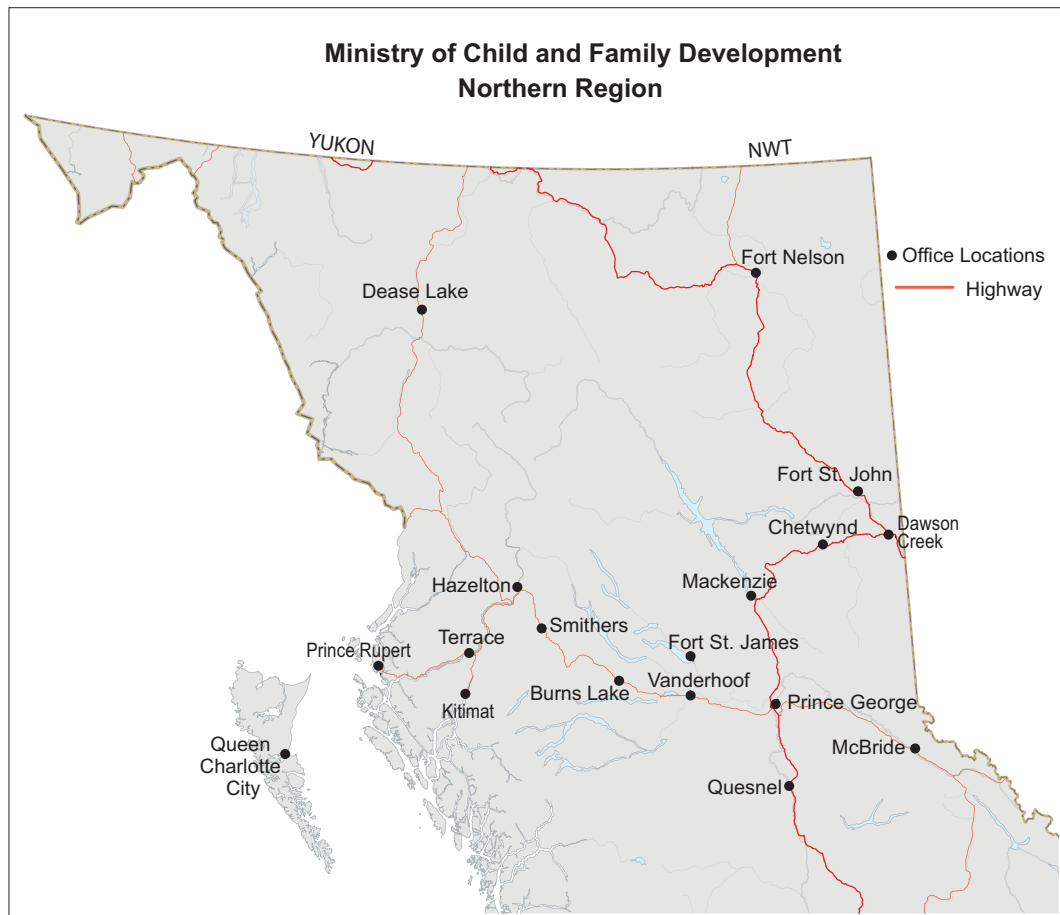 Ministry of Child and Family Development
Northern Region
YUKON
NWT
Fort Nelson
Office Locations
Highway
Dease Lake
Fort St. John
Chetwynd
Dawson
Creek
Mackenzie
Hazelton
Smithers
Fort St. James
Terrace
Prince Rupert
Vanderhoof
Burns Lake
Kitimat
Prince George
McBride
Queen
Charlotte
City
Quesnel